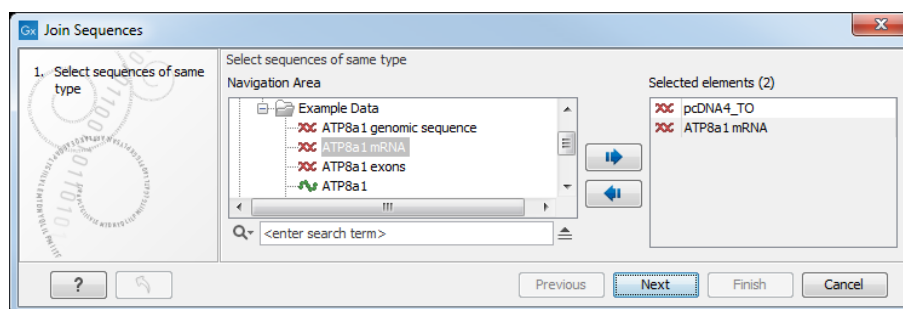 Gx Join Sequences
1. Select sequences of same
type
Select sequences of same type
Navigation Area
Example Data
ATP8a1 genomic sequence
ATP8a1 mRNA
ATP8a1 exons
ATP8a1
<enter search term>
Selected elements (2)
pcDNA4_TO
ATP8a1 mRNA
?
Previous
Next
Finish
Cancel